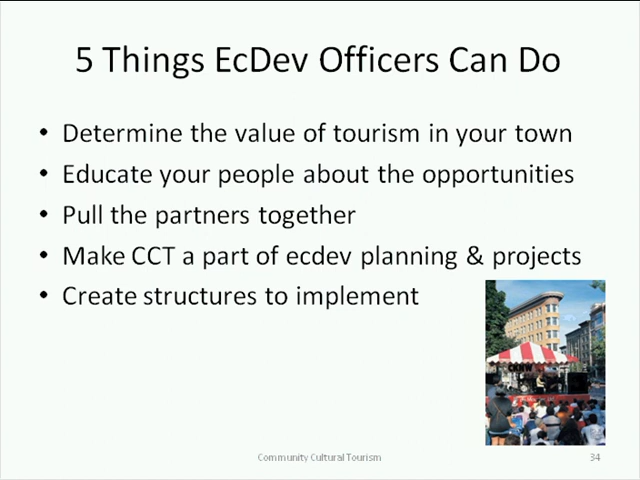 5 Things EcDev Officers Can Do
• Determine the value of tourism in your town
• Educate your people about the opportunities
• Pull the partners together
• Make CCT a part of ecdev planning & projects
• Create structures to implement
Community Cultural Tourism
34